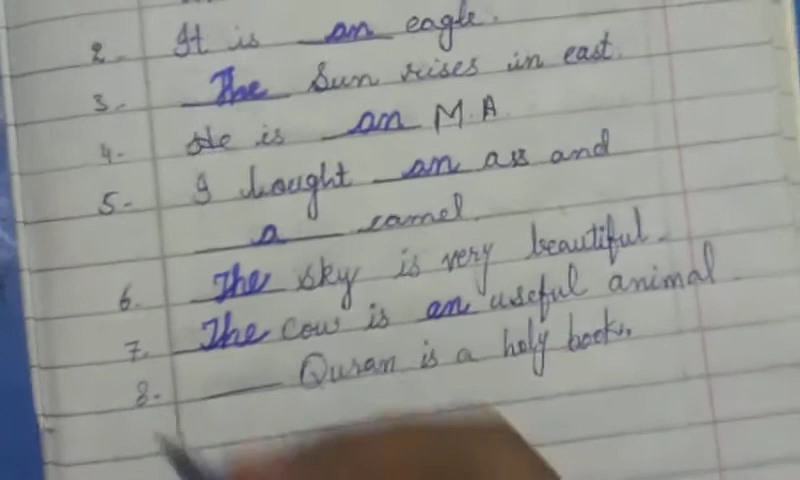 2. It is an eagle.
3. The Sun rises in east.
4. He is an M.A
5. I bought an ass and
a camel.
6. The sky is very beautiful.
7. The cow is an useful animal
8. Quran is a holy book.